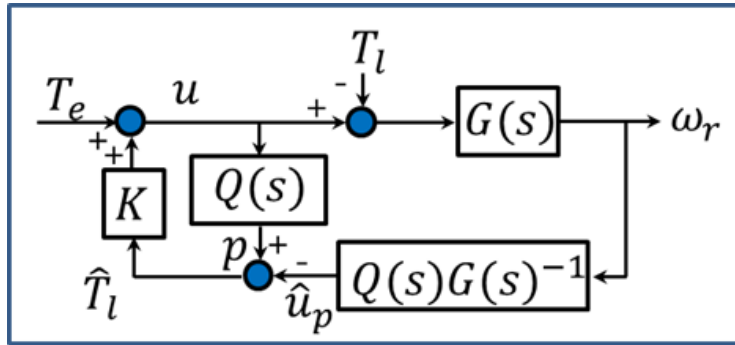 T_l
-
T_e
u
+
G(s)
ω_r
+
+
K
Q(s)
p
+
-
Q(s)G(s)^{-1}
T̂_l
û_p